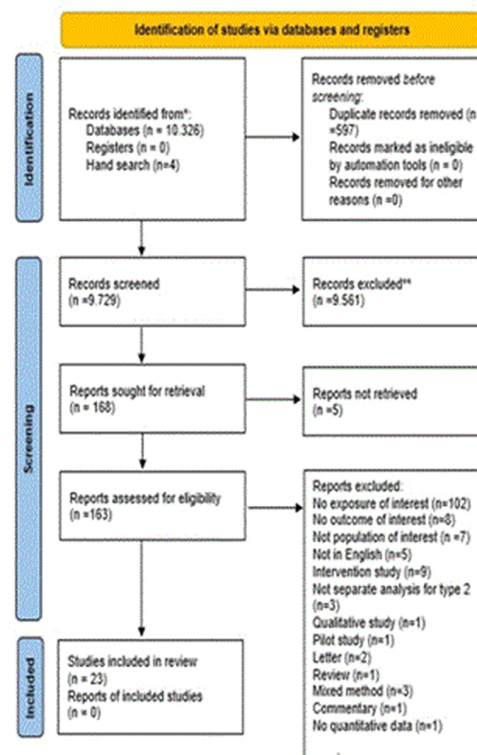 Identification of studies via databases and registers
Identification
Records identified from*:
Databases (n = 10.326)
Registers (n = 0)
Hand search (n=4)
Records removed before
screening:
Duplicate records removed (n
=597)
Records marked as ineligible
by automation tools (n = 0)
Records removed for other
reasons (n =0)
Screening
Records screened
(n =9.729)
Records excluded**
(n =9.561)
Reports sought for retrieval
(n = 168)
Reports not retrieved
(n =5)
Reports assessed for eligibility
(n =163)
Reports excluded:
No exposure of interest (n=102)
No outcome of interest (n=8)
Not population of interest (n =7)
Not in English (n=5)
Intervention study (n=9)
Not separate analysis for type 2
(n=3)
Qualitative study (n=1)
Pilot study (n=1)
Letter (n=2)
Review (n=1)
Mixed method (n=3)
Commentary (n=1)
No quantitative data (n=1)
Included
Studies included in review
(n = 23)
Reports of included studies
(n = 0)